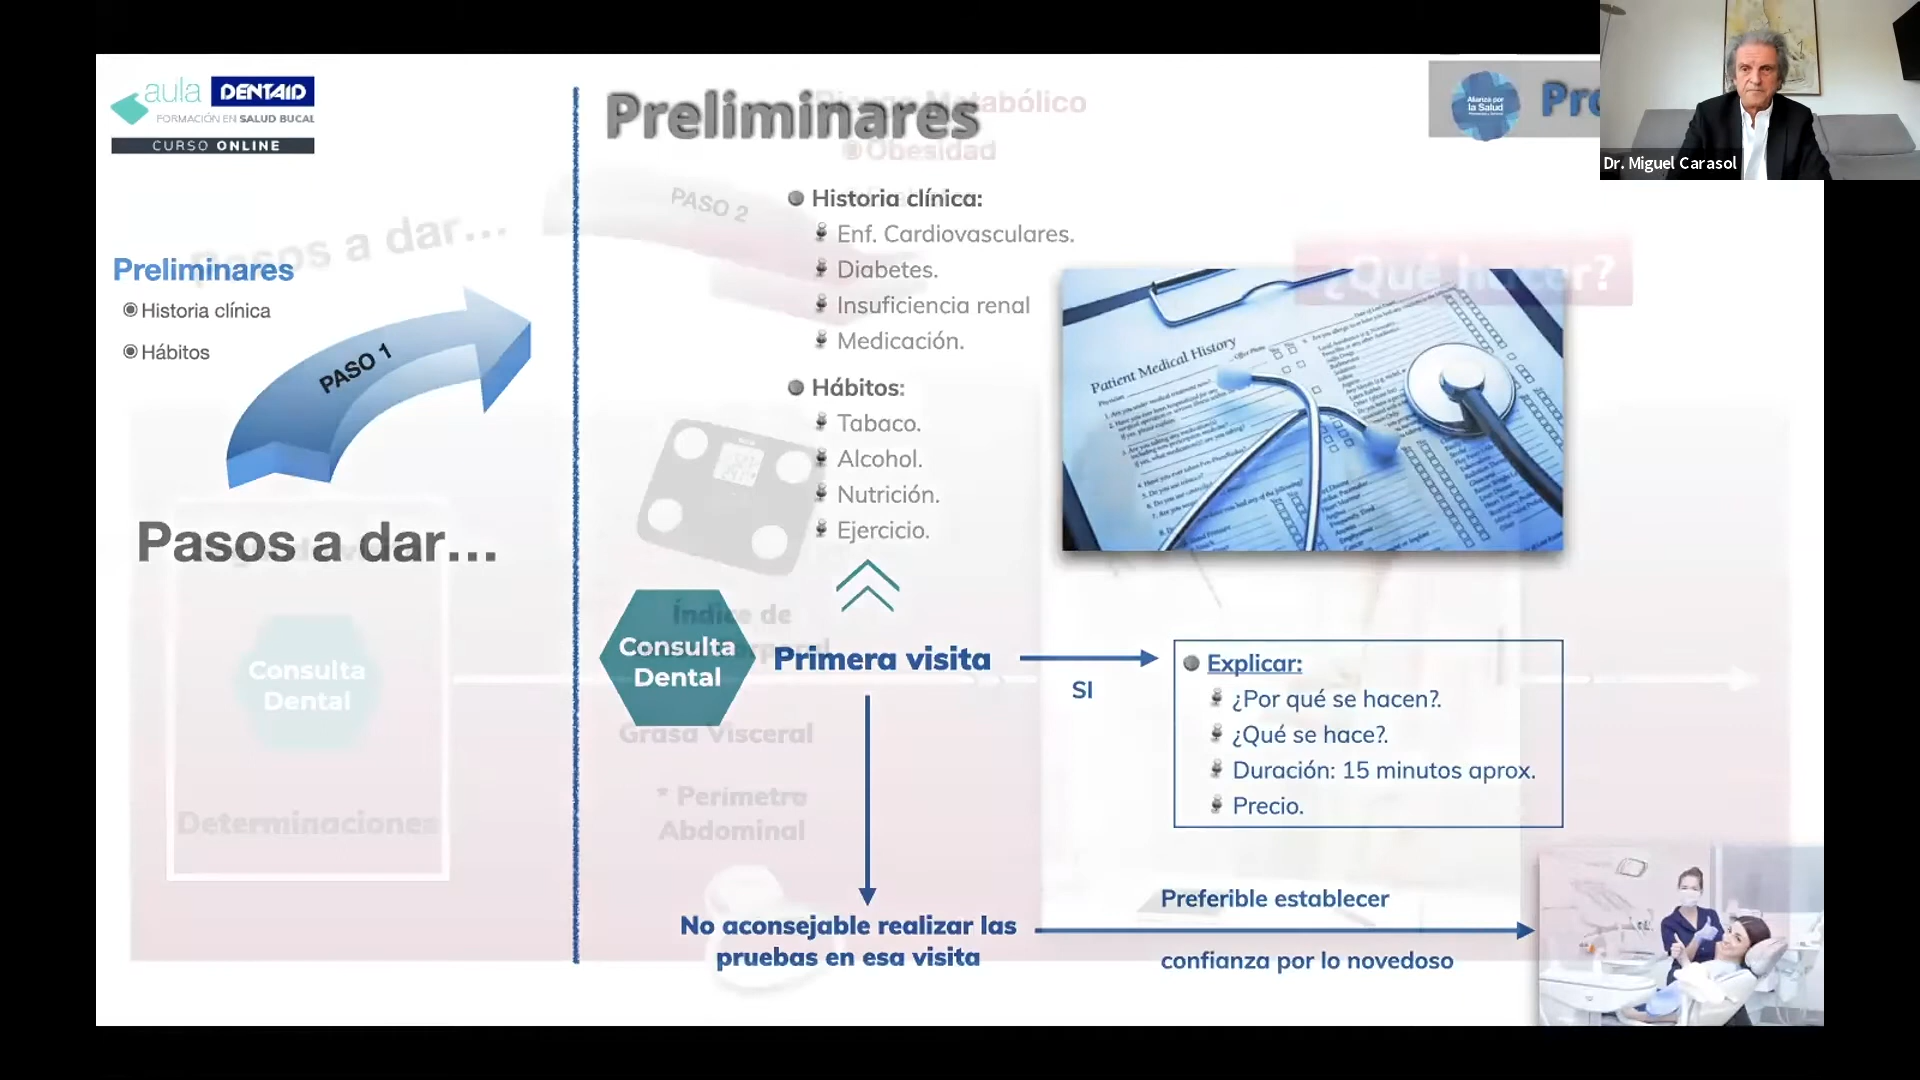 aula DENTAID
FORMACIÓN EN SALUD BUCAL
CURSO ONLINE
Preliminares
Historia clínica
Hábitos
PASO 1
Pasos a dar...
Pasos a dar...
Consulta
Dental
Determinaciones
Preliminares
Metabólico
Obesidad
PASO 2
Historia clínica:
Enf. Cardiovasculares.
Diabetes.
Insuficiencia renal
Medicación.
Hábitos:
Tabaco.
Alcohol.
Nutrición.
Ejercicio.
Índice de
Consulta
Dental
Primera visita
SI
Grasa Visceral
* Perímetro
Abdominal
No aconsejable realizar las
pruebas en esa visita
Explicar:
¿Por qué se hacen?.
¿Qué se hace?.
Duración: 15 minutos aprox.
Precio.
Preferible establecer
confianza por lo novedoso
Alianza por
la Salud
¿Qué hacer?
Patient Medical History
Dr. Miguel Carasol